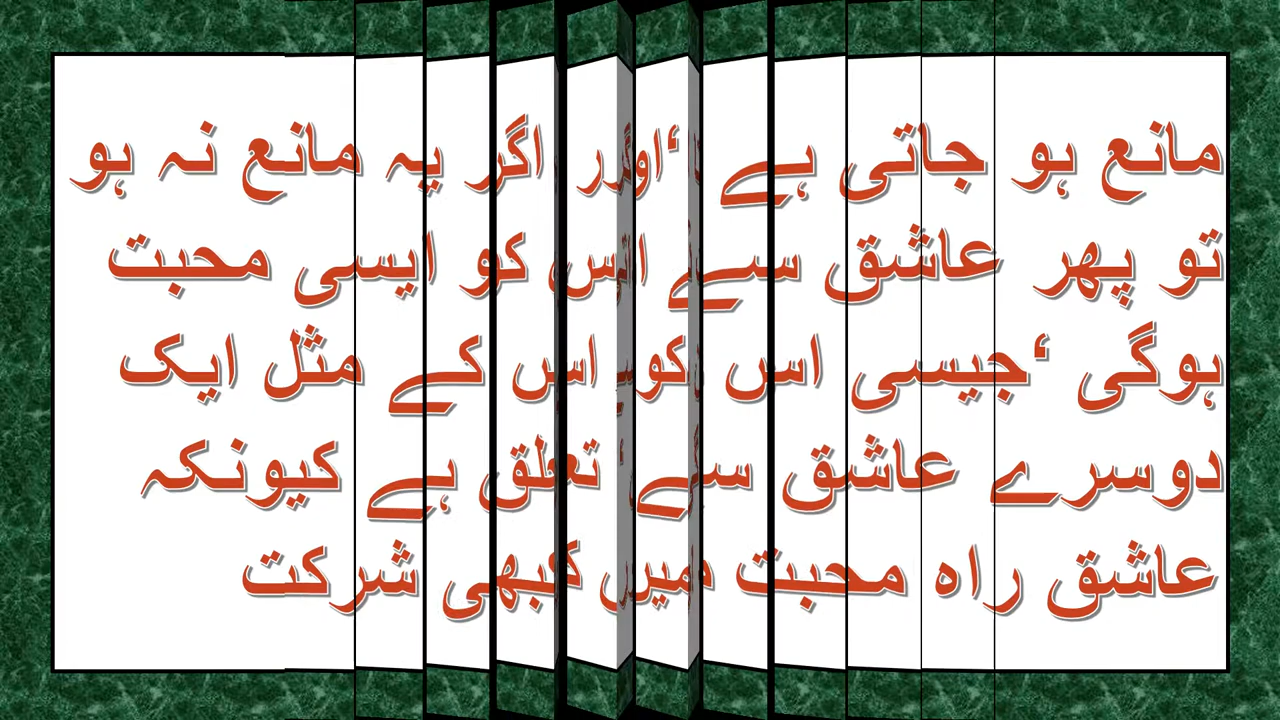 مانع ہو جاتی ہے ‘اور اگر یہ مانع نہ ہو
تو پھر عاشق سے اس کو ایسی محبت
ہوگی ‘جیسی اس کو اس کے مثل ایک
دوسرے عاشق سے تعلق ہے کیونکہ
عاشق راہ محبت میں کبھی شرکت